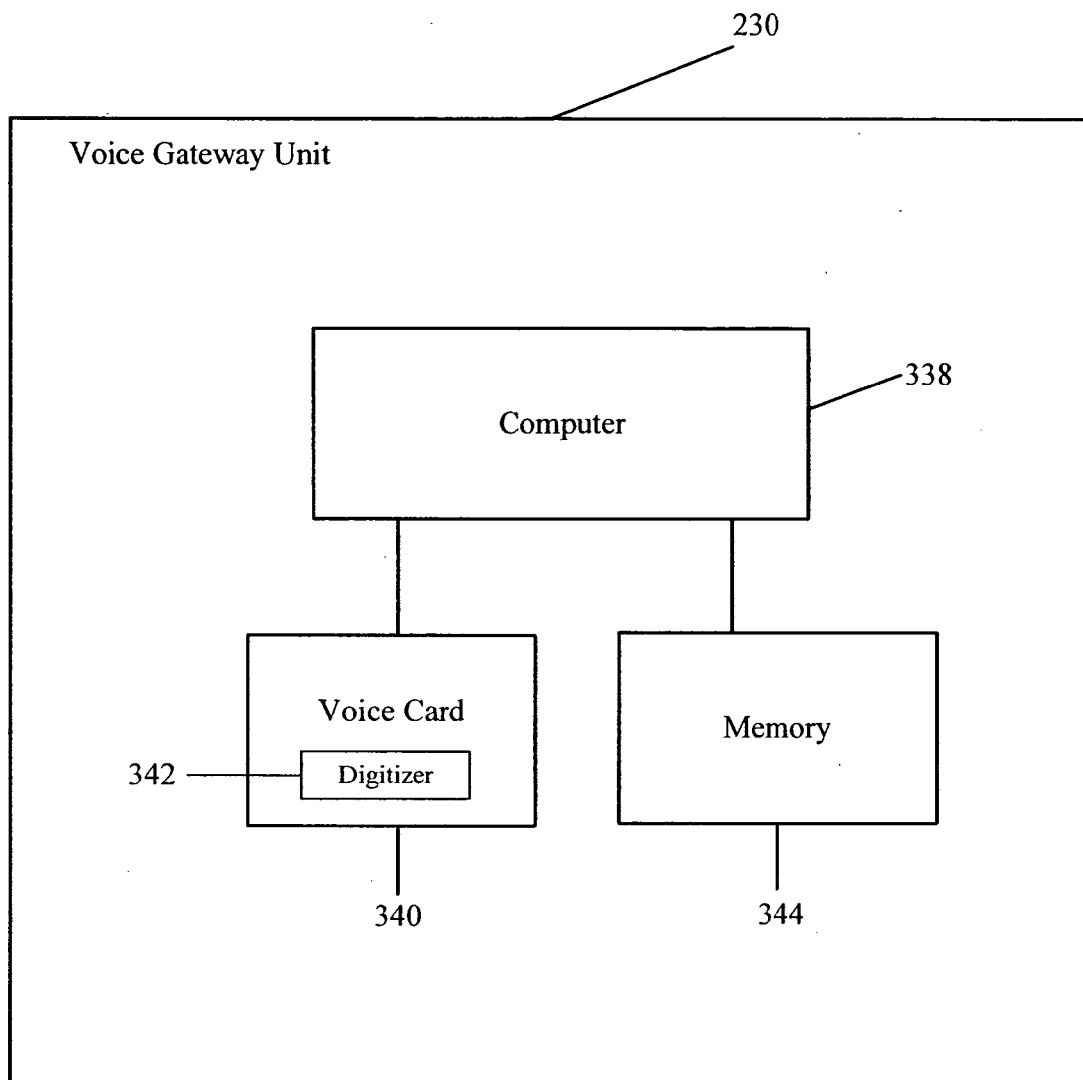 230
Voice Gateway Unit
338
Computer
Voice Card
Memory
342
Digitizer
340
344